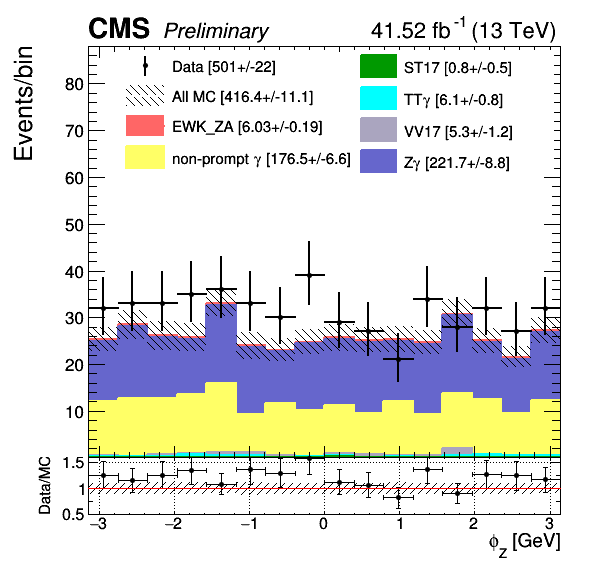 CMS Preliminary 41.52 fb⁻¹ (13 TeV)
Events/bin
Data [501+/-22]
All MC [416.4+/-11.1]
EWK_ZA [6.03+/-0.19]
non-prompt γ [176.5+/-6.6]
ST17 [0.8+/-0.5]
TTγ [6.1+/-0.8]
VV17 [5.3+/-1.2]
Zγ [221.7+/-8.8]
80
70
60
50
40
30
20
10
Data/MC
1.5
1
0.5
−3 −2 −1 0 1 2 3
ϕ_Z [GeV]